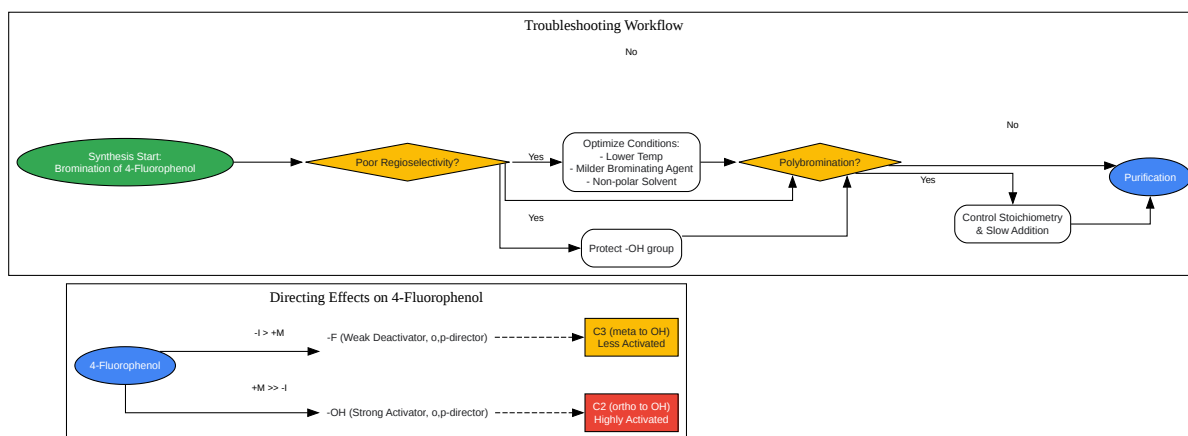 Troubleshooting Workflow
No
Synthesis Start:
Bromination of 4-Fluorophenol
Poor Regioselectivity?
Yes
Optimize Conditions:
- Lower Temp
- Milder Brominating Agent
- Non-polar Solvent
Polybromination?
No
Yes
Purification
Yes
Protect -OH group
Control Stoichiometry
& Slow Addition
Directing Effects on 4-Fluorophenol
4-Fluorophenol
-I > +M
-F (Weak Deactivator, o,p-director)
C3 (meta to OH)
Less Activated
+M >> -I
-OH (Strong Activator, o,p-director)
C2 (ortho to OH)
Highly Activated